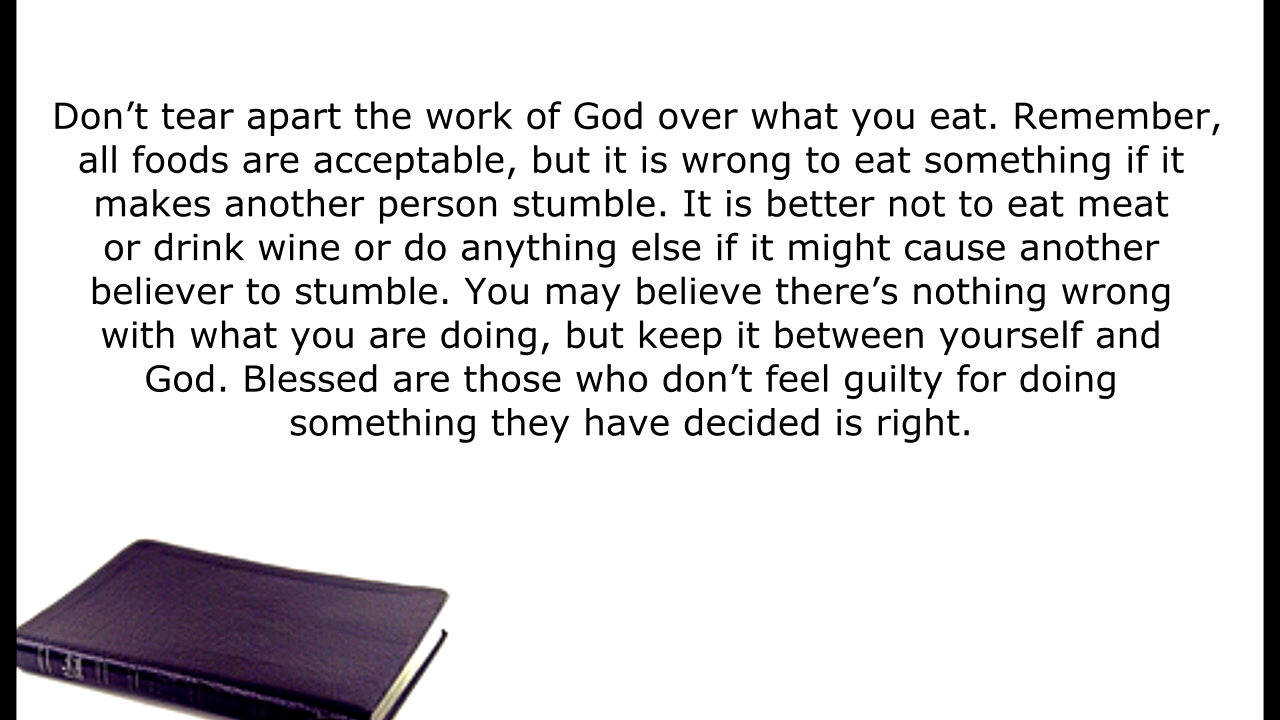 Don’t tear apart the work of God over what you eat. Remember,
all foods are acceptable, but it is wrong to eat something if it
makes another person stumble. It is better not to eat meat
or drink wine or do anything else if it might cause another
believer to stumble. You may believe there’s nothing wrong
with what you are doing, but keep it between yourself and
God. Blessed are those who don’t feel guilty for doing
something they have decided is right.